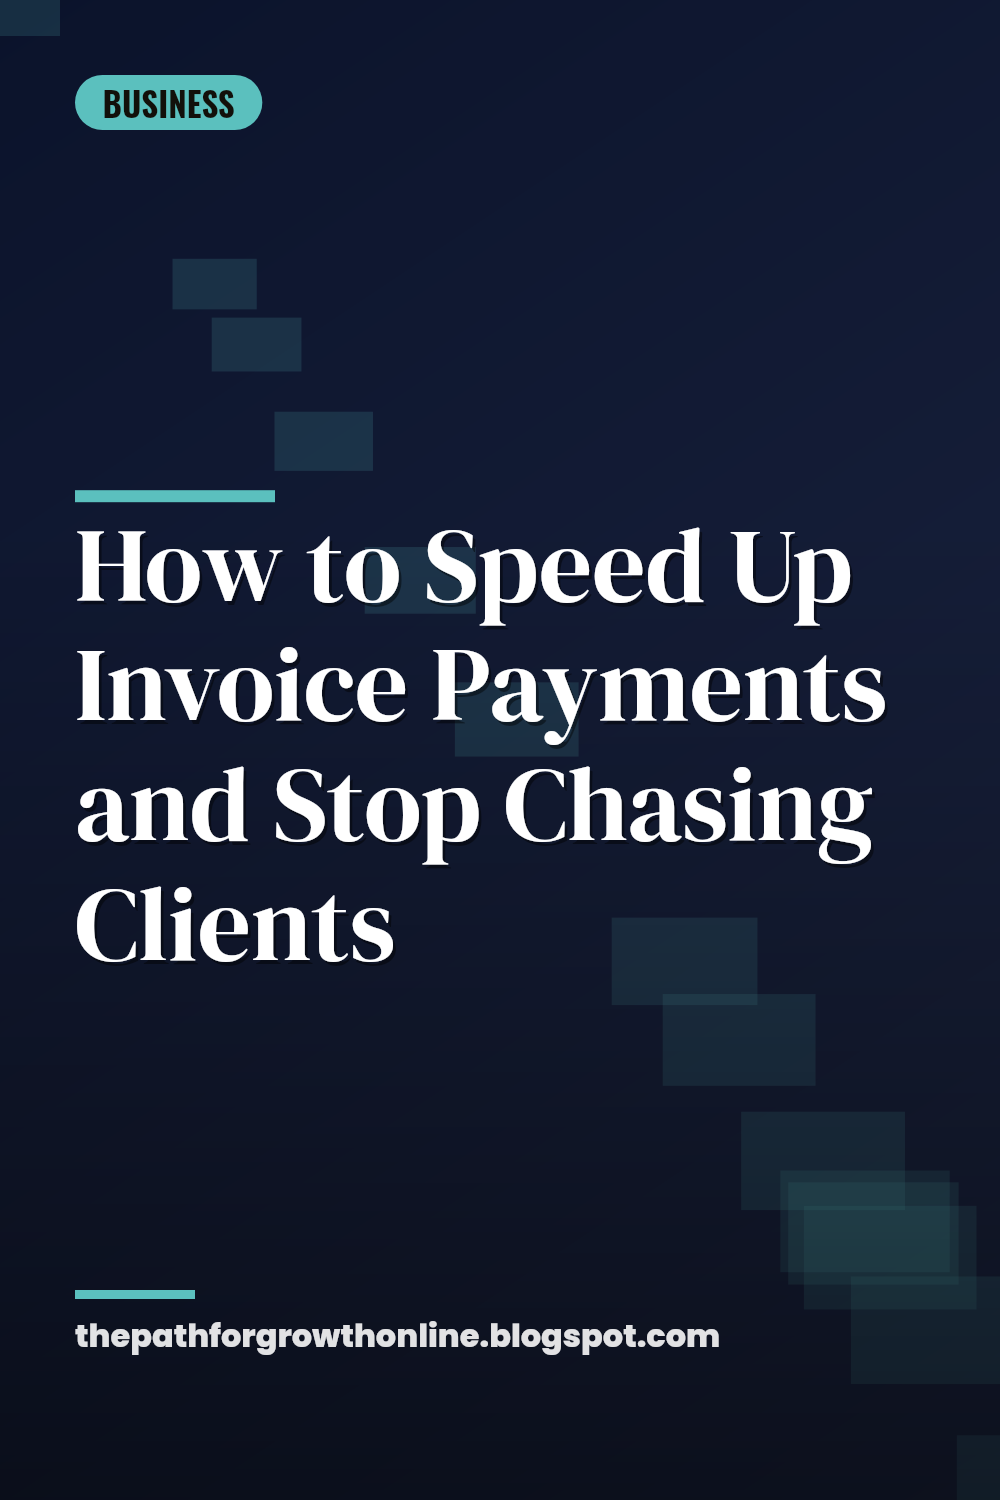 BUSINESS
How to Speed Up
Invoice Payments
and Stop Chasing
Clients
thepathforgrowthonline.blogspot.com